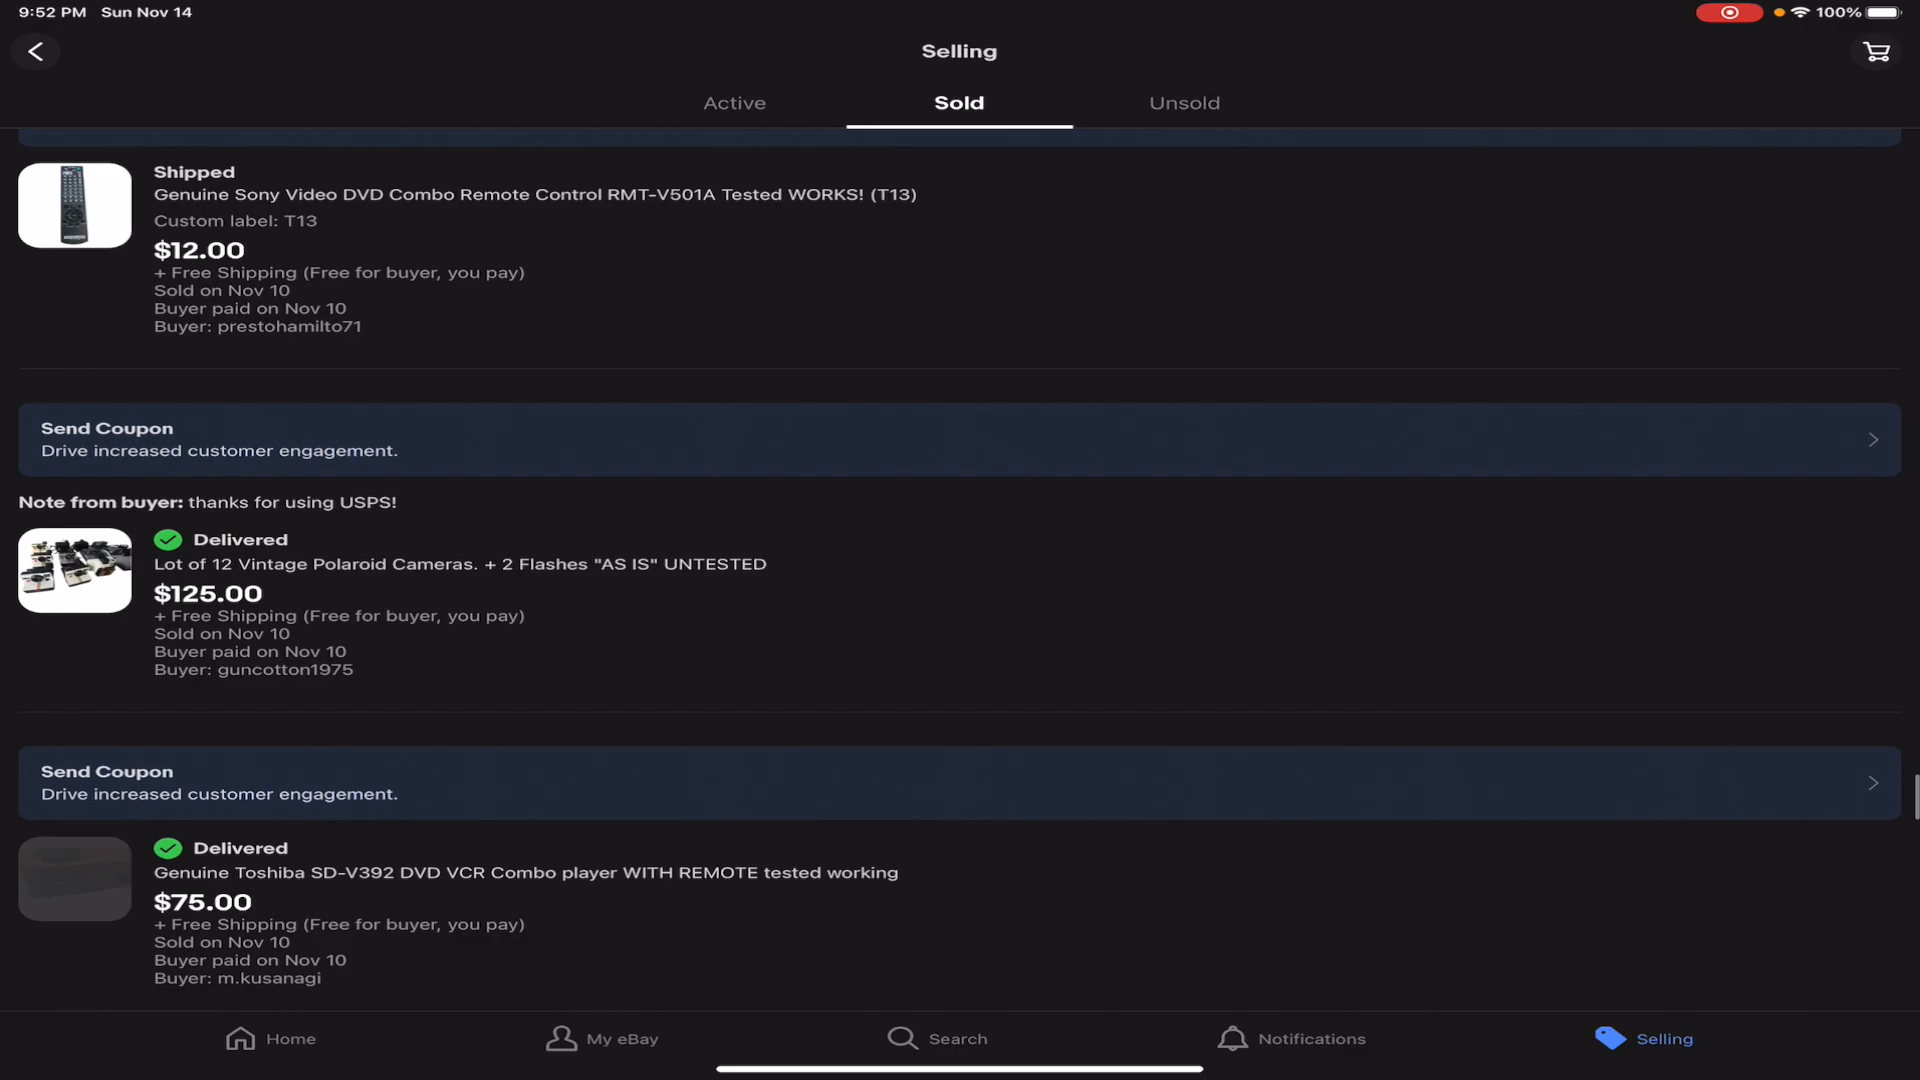 9:52 PM Sun Nov 14
100%
Selling
Active
Sold
Unsold
Shipped
Genuine Sony Video DVD Combo Remote Control RMT-V501A Tested WORKS! (T13)
Custom label: T13
$12.00
+ Free Shipping (Free for buyer, you pay)
Sold on Nov 10
Buyer paid on Nov 10
Buyer: prestohamilto71
Send Coupon
Drive increased customer engagement.
Note from buyer: thanks for using USPS!
Delivered
Lot of 12 Vintage Polaroid Cameras. + 2 Flashes "AS IS" UNTESTED
$125.00
+ Free Shipping (Free for buyer, you pay)
Sold on Nov 10
Buyer paid on Nov 10
Buyer: guncotton1975
Send Coupon
Drive increased customer engagement.
Delivered
Genuine Toshiba SD-V392 DVD VCR Combo player WITH REMOTE tested working
$75.00
+ Free Shipping (Free for buyer, you pay)
Sold on Nov 10
Buyer paid on Nov 10
Buyer: m.kusanagi
Home
My eBay
Search
Notifications
Selling